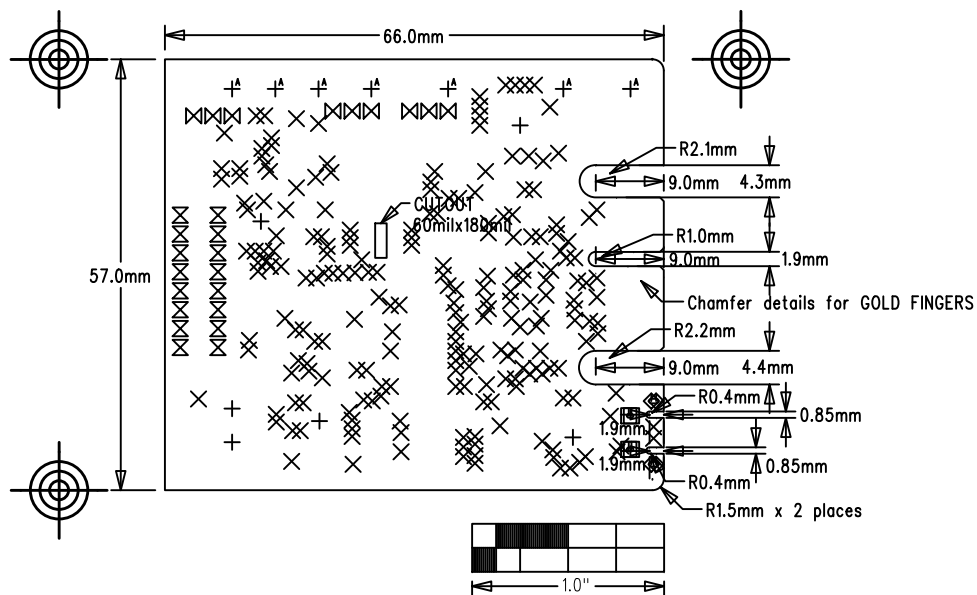 66.0mm
A A A A A A A
R2.1mm
9.0mm
4.3mm
CUTOUT
60milx180mil
R1.0mm
9.0mm
1.9mm
57.0mm
Chamfer details for GOLD FINGERS
R2.2mm
9.0mm
4.4mm
R0.4mm
0.85mm
1.9mm
1.9mm
0.85mm
R0.4mm
R1.5mm x 2 places
1.0"